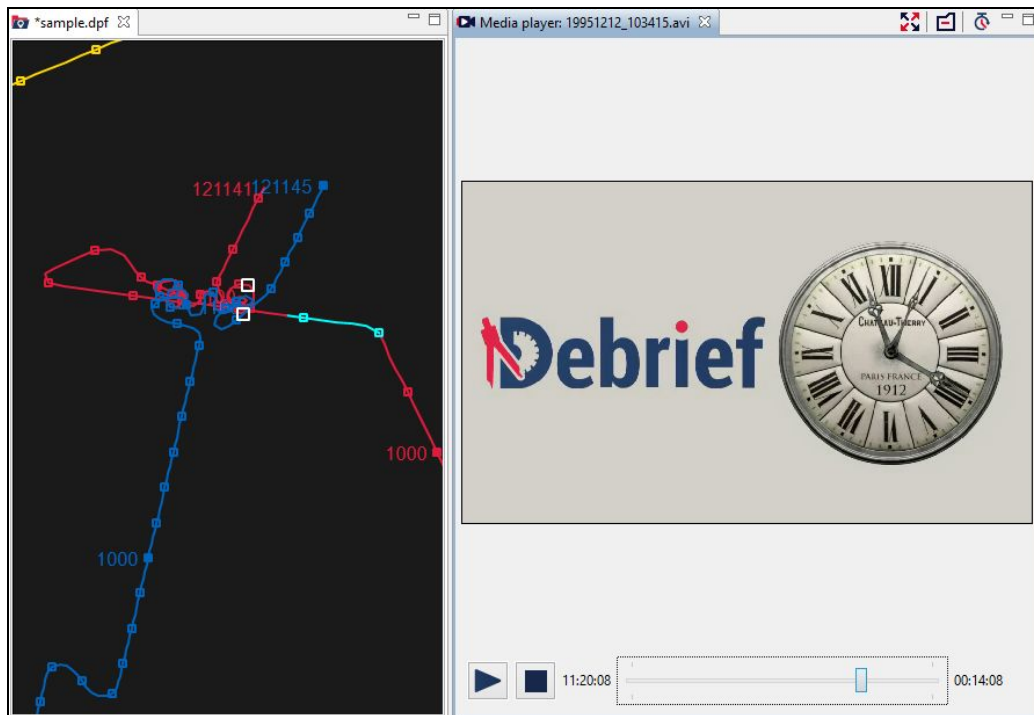 *sample.dpf
Media player: 19951212_103415.avi
121141
121145
1000
1000
Debrief
XII
CHATEAU-THIERRY
PARIS FRANCE
1912
11:20:08
00:14:08